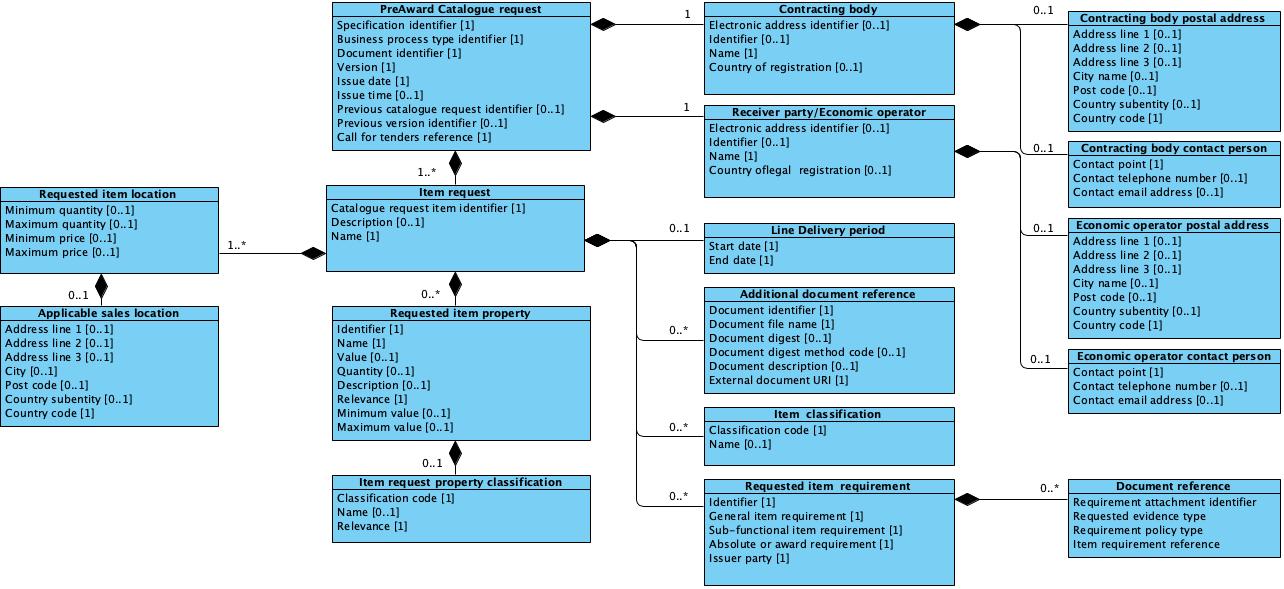 PreAward Catalogue request
Specification identifier [1]
Business process type identifier [1]
Document identifier [1]
Version [1]
Issue date [1]
Issue time [0..1]
Previous catalogue request identifier [0..1]
Previous version identifier [0..1]
Call for tenders reference [1]
1
1
1..*
Contracting body
Electronic address identifier [0..1]
Identifier [0..1]
Name [1]
Country of registration [0..1]
0..1
0..1
Contracting body postal address
Address line 1 [0..1]
Address line 2 [0..1]
Address line 3 [0..1]
City name [0..1]
Post code [0..1]
Country subentity [0..1]
Country code [1]
Contracting body contact person
Contact point [1]
Contact telephone number [0..1]
Contact email address [0..1]
Receiver party/Economic operator
Electronic address identifier [0..1]
Identifier [0..1]
Name [1]
Country oflegal  registration [0..1]
0..1
0..1
Economic operator postal address
Address line 1 [0..1]
Address line 2 [0..1]
Address line 3 [0..1]
City name [0..1]
Post code [0..1]
Country subentity [0..1]
Country code [1]
Economic operator contact person
Contact point [1]
Contact telephone number [0..1]
Contact email address [0..1]
Requested item location
Minimum quantity [0..1]
Maximum quantity [0..1]
Minimum price [0..1]
Maximum price [0..1]
1..*
0..1
Applicable sales location
Address line 1 [0..1]
Address line 2 [0..1]
Address line 3 [0..1]
City [0..1]
Post code [0..1]
Country subentity [0..1]
Country code [1]
Item request
Catalogue request item identifier [1]
Description [0..1]
Name [1]
0..*
Requested item property
Identifier [1]
Name [1]
Value [0..1]
Quantity [0..1]
Description [0..1]
Relevance [1]
Minimum value [0..1]
Maximum value [0..1]
0..1
Item request property classification
Classification code [1]
Name [0..1]
Relevance [1]
0..1
Line Delivery period
Start date [1]
End date [1]
0..*
Additional document reference
Document identifier [1]
Document file name [1]
Document digest [0..1]
Document digest method code [0..1]
Document description [0..1]
External document URI [1]
0..*
Item  classification
Classification code [1]
Name [0..1]
0..*
Requested item  requirement
Identifier [1]
General item requirement [1]
Sub-functional item requirement [1]
Absolute or award requirement [1]
Issuer party [1]
0..*
Document reference
Requirement attachment identifier
Requested evidence type
Requirement policy type
Item requirement reference